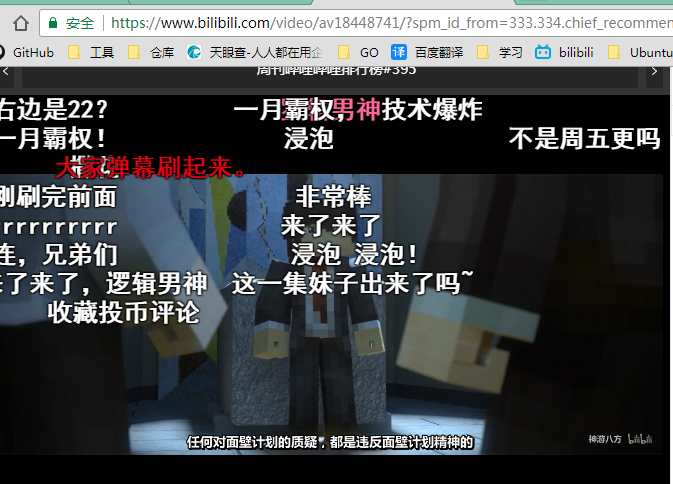 安全 https://www.bilibili.com/video/av18448741/?spm_id_from=333.334.chief_recommen
GitHub 工具 仓库 天眼查-人人都在用企 GO 译 百度翻译 学习 bilibili Ubuntu
周刊哔哩哔哩排行榜#395
右边是22? 一月霸权, 男神技术爆炸
一月霸权! 浸泡 不是周五更吗
大家弹幕刷起来。
刚刷完前面 非常棒
rrrrrrrrrr 来了来了
连，兄弟们 浸泡 浸泡!
来了来了，逻辑男神 这一集妹子出来了吗~
收藏投币评论
任何对面壁计划的质疑，都是违反面壁计划精神的
神游八方 bilibili